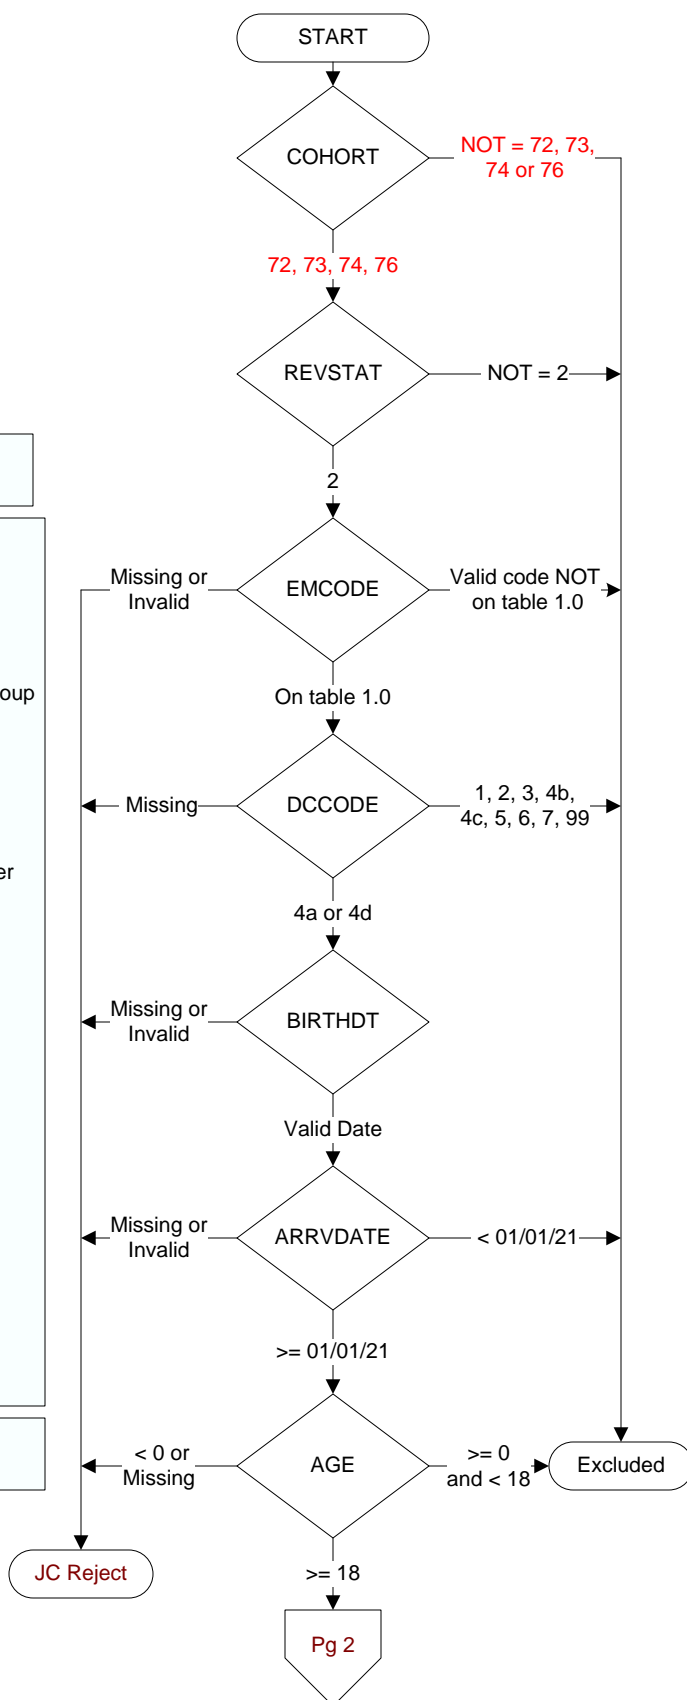 START
COHORT
NOT = 72, 73,
74 or 76
72, 73, 74, 76
REVSTAT
NOT = 2
2
Missing or
Invalid
EMCODE
Valid code NOT
on table 1.0
oup
On table 1.0
Missing
DCCODE
1, 2, 3, 4b,
4c, 5, 6, 7, 99
er
4a or 4d
Missing or
Invalid
BIRTHDT
Valid Date
Missing or
Invalid
ARRVDATE
< 01/01/21
>= 01/01/21
< 0 or
Missing
AGE
>= 0
and < 18
Excluded
JC Reject
>= 18
Pg 2